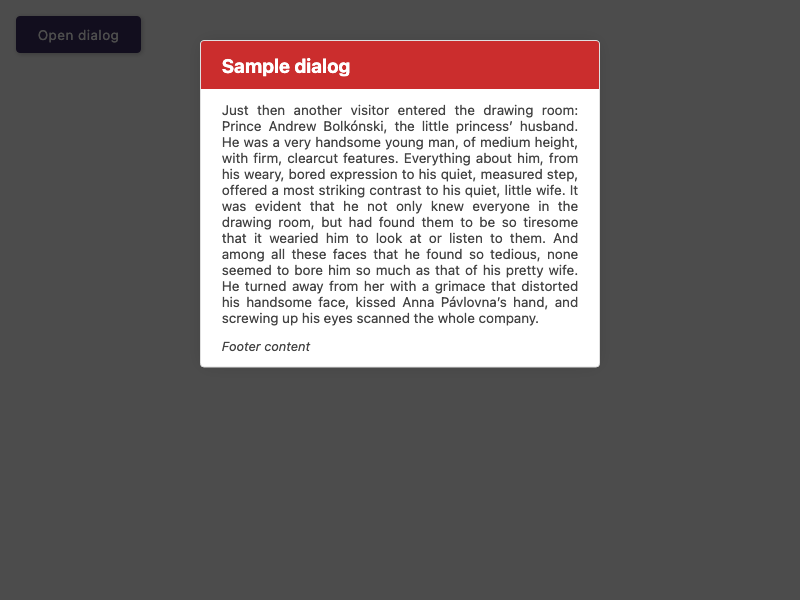 Open dialog
Sample dialog
Just then another visitor entered the drawing room:
Prince Andrew Bolkónski, the little princess’ husband.
He was a very handsome young man, of medium height,
with firm, clearcut features. Everything about him, from
his weary, bored expression to his quiet, measured step,
offered a most striking contrast to his quiet, little wife. It
was evident that he not only knew everyone in the
drawing room, but had found them to be so tiresome
that it wearied him to look at or listen to them. And
among all these faces that he found so tedious, none
seemed to bore him so much as that of his pretty wife.
He turned away from her with a grimace that distorted
his handsome face, kissed Anna Pávlovna’s hand, and
screwing up his eyes scanned the whole company.
Footer content